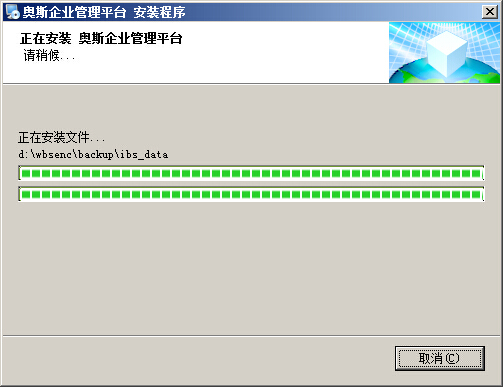 奥斯企业管理平台 安装程序
正在安装 奥斯企业管理平台
请稍候...
正在安装文件...
d:\wbsenc\backup\ibs_data
取消(C)